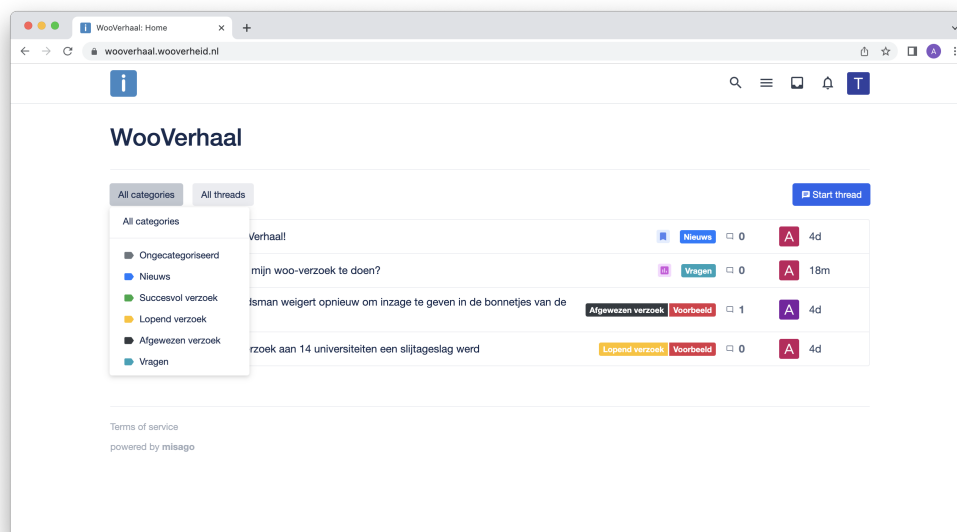 WooVerhaal: Home
wooverhaal.wooverheid.nl
A
i
T
WooVerhaal
All categories
All threads
Start thread
All categories
Ongecategoriseerd
Nieuws
Succesvol verzoek
Lopend verzoek
Afgewezen verzoek
Vragen
Verhaal!
Nieuws
0
A
4d
mijn woo-verzoek te doen?
Vragen
0
A
18m
dsman weigert opnieuw om inzage te geven in de bonnetjes van de
Afgewezen verzoek
Voorbeeld
1
A
4d
rzoek aan 14 universiteiten een slijtageslag werd
Lopend verzoek
Voorbeeld
0
A
4d
Terms of service
powered by misago